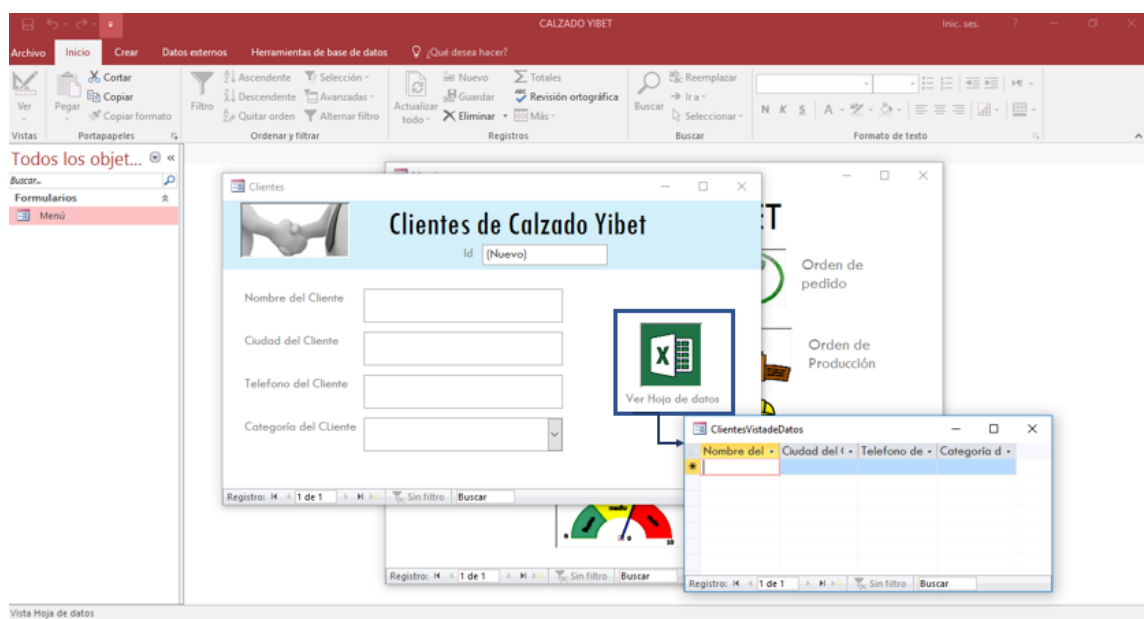 CALZADO YIBET
Inic. ses.
?
Archivo Inicio Crear Datos externos Herramientas de base de datos ¿Qué desea hacer?
Ver
Vistas
Pegar
Cortar
Copiar
Copiar formato
Portapapeles
Filtro
Ascendente
Descendente
Quitar orden
Selección
Avanzadas
Alternar filtro
Ordenar y filtrar
Actualizar
todo
Nuevo
Guardar
Eliminar
Totales
Revisión ortográfica
Más
Registros
Buscar
Reemplazar
Ir a
Seleccionar
Buscar
N K S A
Formato de texto
Todos los objet...
Buscar...
Formularios
Menú
Clientes
Clientes de Calzado Yibet
Id (Nuevo)
Nombre del Cliente
Ciudad del Cliente
Telefono del Cliente
Categoría del CLiente
Ver Hoja de datos
Registro: 1 de 1 Sin filtro Buscar
Orden de
pedido
Orden de
Producción
medio
Registro: 1 de 1 Sin filtro Buscar
ClientesVistadeDatos
Nombre del Ciudad del ( Telefono de Categoría d
Registro: 1 de 1 Sin filtro Buscar
Vista Hoja de datos